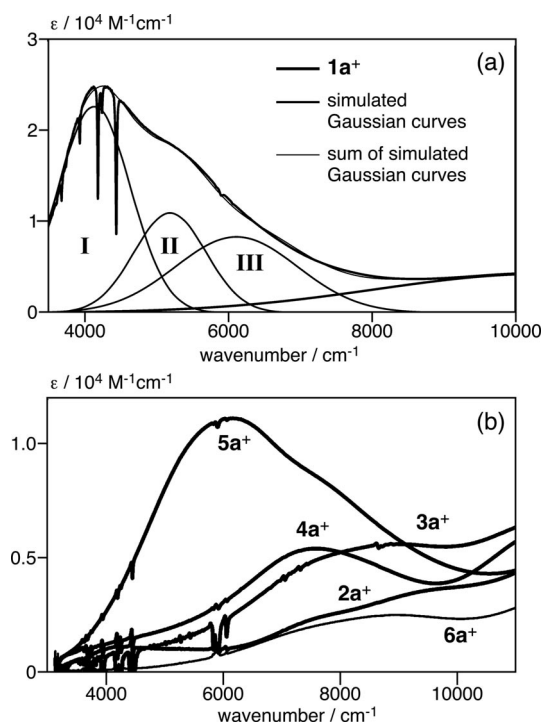 ε / 10⁴ M⁻¹cm⁻¹
(a)
3
1a⁺
simulated
Gaussian curves
2
sum of simulated
Gaussian curves
1
I
II
III
0
4000
6000
8000
10000
wavenumber / cm⁻¹
ε / 10⁴ M⁻¹cm⁻¹
(b)
1.0
5a⁺
3a⁺
4a⁺
0.5
2a⁺
6a⁺
0
4000
6000
8000
10000
wavenumber / cm⁻¹